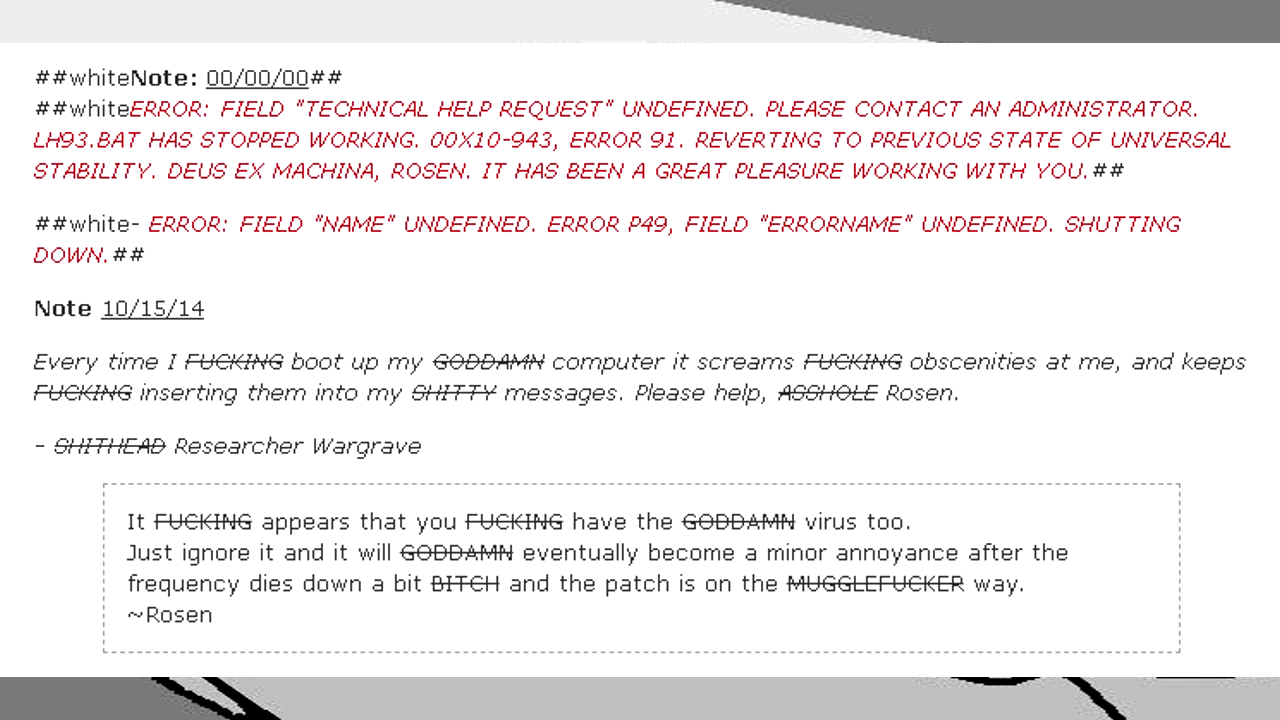 ##whiteNote: 00/00/00##
##whiteERROR: FIELD "TECHNICAL HELP REQUEST" UNDEFINED. PLEASE CONTACT AN ADMINISTRATOR.
LH93.BAT HAS STOPPED WORKING. 00X10-943, ERROR 91. REVERTING TO PREVIOUS STATE OF UNIVERSAL
STABILITY. DEUS EX MACHINA, ROSEN. IT HAS BEEN A GREAT PLEASURE WORKING WITH YOU.##
##white- ERROR: FIELD "NAME" UNDEFINED. ERROR P49, FIELD "ERRORNAME" UNDEFINED. SHUTTING
DOWN.##
Note 10/15/14
Every time I FUCKING boot up my GODDAMN computer it screams FUCKING obscenities at me, and keeps
FUCKING inserting them into my SHITTY messages. Please help, ASSHOLE Rosen.
- SHITHEAD Researcher Wargrave
It FUCKING appears that you FUCKING have the GODDAMN virus too.
Just ignore it and it will GODDAMN eventually become a minor annoyance after the
frequency dies down a bit BITCH and the patch is on the MUGGLEFUCKER way.
~Rosen